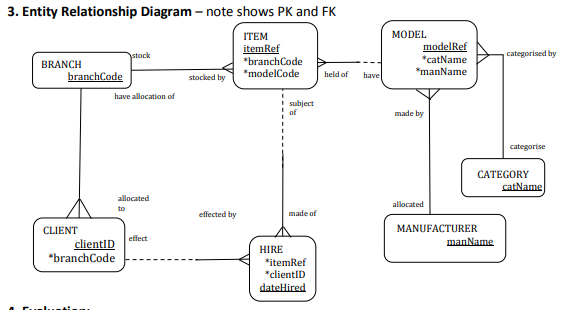 3. Entity Relationship Diagram – note shows PK and FK
ITEM
itemRef
*branchCode
*modelCode
MODEL
modelRef
*catName
*manName
BRANCH
branchCode
stock
stocked by
held of
have
categorised by
have allocation of
subject
of
made by
categorise
CATEGORY
catName
allocated
to
effected by
made of
allocated
CLIENT
clientID
*branchCode
effect
HIRE
*itemRef
*clientID
dateHired
MANUFACTURER
manName
4. Evaluation: